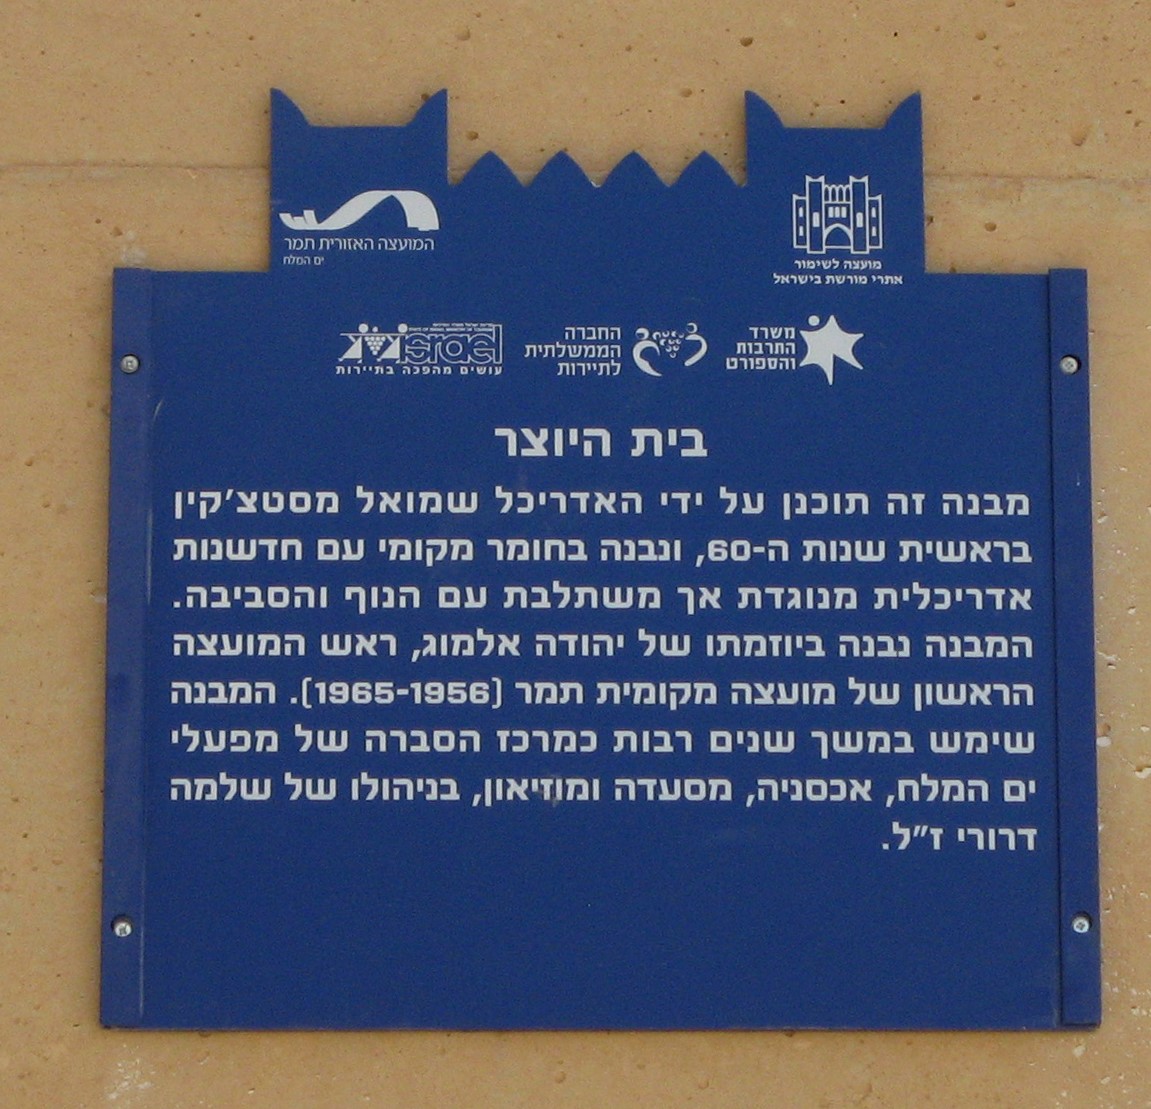 המועצה האזורית תמר
ים המלח
מועצה לשימור
אתרי מורשת בישראל
משרד
התרבות
והספורט
החברה
הממשלתית
לתיירות
israel
עושים מהפכה בתיירות
בית היוצר
מבנה זה תוכנן על ידי האדריכל שמואל מסטצ'קין
בראשית שנות ה-60, ונבנה בחומר מקומי עם חדשנות
אדריכלית מנוגדת אך משתלבת עם הנוף והסביבה.
המבנה נבנה ביוזמתו של יהודה אלמוג, ראש המועצה
הראשון של מועצה מקומית תמר (1965-1956). המבנה
שימש במשך שנים רבות כמרכז הסברה של מפעלי
ים המלח, אכסניה, מסעדה ומוזיאון, בניהולו של שלמה
דרורי ז"ל.